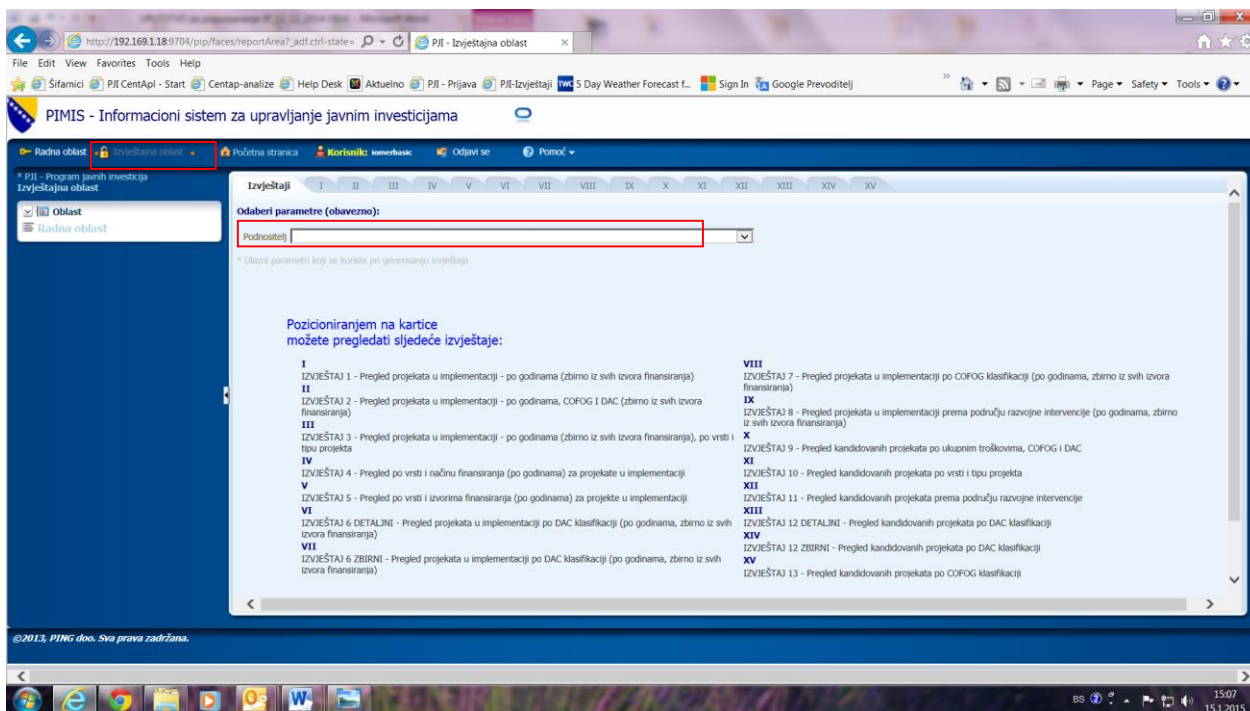 http://192.169.1.18:9704/pip/faces/reportArea?_adf.ctrl-state=
PJI - Izvještajna oblast
File Edit View Favorites Tools Help
Šifarnici PJI CentApl - Start Centap-analize Help Desk Aktuelno PJI - Prijava PJI-Izvještaji 5 Day Weather Forecast f... Sign In Google Prevoditelj Page Safety Tools
PIMIS - Informacioni sistem za upravljanje javnim investicijama
Radna oblast Izvještajna oblast Početna stranica Korisnik: iomerbasic Odjavi se Pomoć
* PJI - Program javnih investicija
Izvještajna oblast
Oblast
Radna oblast
Izvještaji I II III IV V VI VII VIII IX X XI XII XIII XIV XV
Odaberi parametre (obavezno):
Podnositelj
* Ulazni parametri koji se koriste pri generisanju izvještaja
Pozicioniranjem na kartice
možete pregledati sljedeće izvještaje:
I
IZVJEŠTAJ 1 - Pregled projekata u implementaciji - po godinama (zbirno iz svih izvora finansiranja)
II
IZVJEŠTAJ 2 - Pregled projekata u implementaciji - po godinama, COFOG I DAC (zbirno iz svih izvora
finansiranja)
III
IZVJEŠTAJ 3 - Pregled projekata u implementaciji - po godinama (zbirno iz svih izvora finansiranja), po vrsti i
tipu projekta
IV
IZVJEŠTAJ 4 - Pregled po vrsti i načinu finansiranja (po godinama) za projekate u implementaciji
V
IZVJEŠTAJ 5 - Pregled po vrsti i izvorima finansiranja (po godinama) za projekte u implementaciji
VI
IZVJEŠTAJ 6 DETALJNI - Pregled projekata u implementaciji po DAC klasifikaciji (po godinama, zbirno iz svih
izvora finansiranja)
VII
IZVJEŠTAJ 6 ZBIRNI - Pregled projekata u implementaciji po DAC klasifikaciji (po godinama, zbirno iz svih
izvora finansiranja)
VIII
IZVJEŠTAJ 7 - Pregled projekata u implementaciji po COFOG klasifikaciji (po godinama, zbirno iz svih izvora
finansiranja)
IX
IZVJEŠTAJ 8 - Pregled projekata u implementaciji prema području razvojne intervencije (po godinama, zbirno
iz svih izvora finansiranja)
X
IZVJEŠTAJ 9 - Pregled kandidovanih projekata po ukupnim troškovima, COFOG i DAC
XI
IZVJEŠTAJ 10 - Pregled kandidovanih projekata po vrsti i tipu projekta
XII
IZVJEŠTAJ 11 - Pregled kandidovanih projekata prema području razvojne intervencije
XIII
IZVJEŠTAJ 12 DETALJNI - Pregled kandidovanih projekata po DAC klasifikaciji
XIV
IZVJEŠTAJ 12 ZBIRNI - Pregled kandidovanih projekata po DAC klasifikaciji
XV
IZVJEŠTAJ 13 - Pregled kandidovanih projekata po COFOG klasifikaciji
©2013, PING doo. Sva prava zadržana.
BS
15:07
15.1.2015